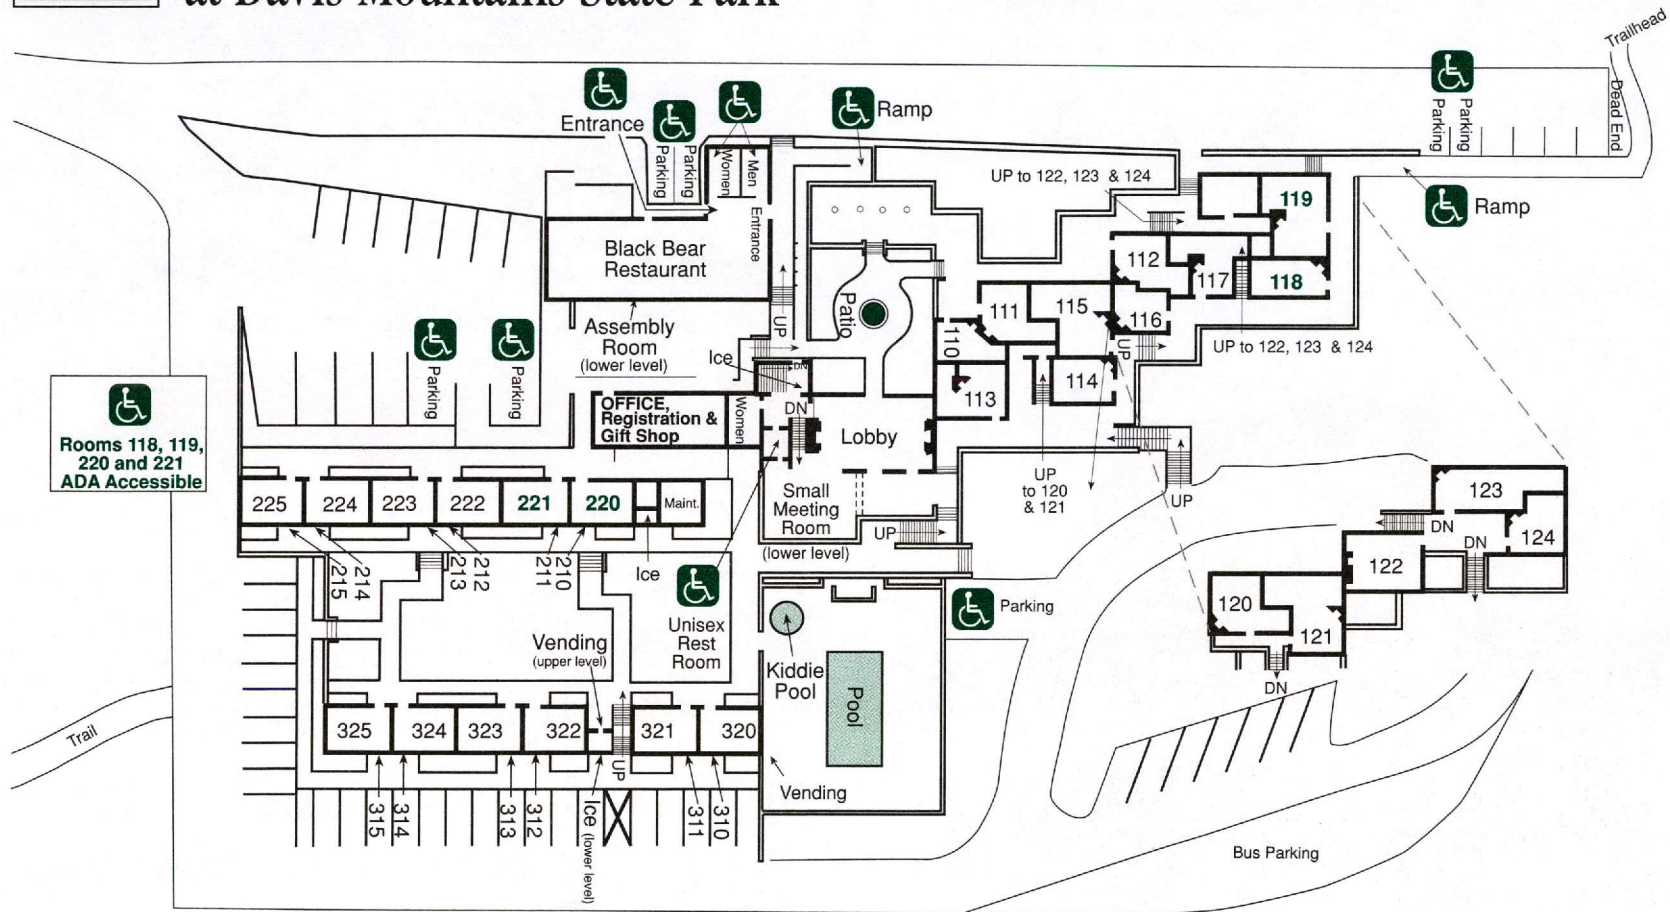 at Davis Mountains State Park
Trailhead
Dead End
Parking
Parking
Ramp
Entrance
Parking
Parking
Women
Men
Entrance
Ramp
UP to 122, 123 & 124
119
118
117
112
Black Bear
Restaurant
Patio
111
115
116
110
UP
UP to 122, 123 & 124
Assembly
Room
(lower level)
UP
Ice
DN
114
113
Parking
Parking
OFFICE,
Registration &
Gift Shop
Women
DN
Lobby
Rooms 118, 119,
220 and 221
ADA Accessible
UP
to 120
& 121
UP
225
224
223
222
221
220
Maint.
Small
Meeting
Room
(lower level)
UP
123
124
DN
DN
122
120
121
DN
215
214
213
212
211
210
Ice
Unisex
Rest
Room
Parking
Vending
(upper level)
Kiddie
Pool
Pool
325
324
323
322
321
320
UP
Vending
Trail
315
314
313
312
Ice (lower level)
311
310
Bus Parking